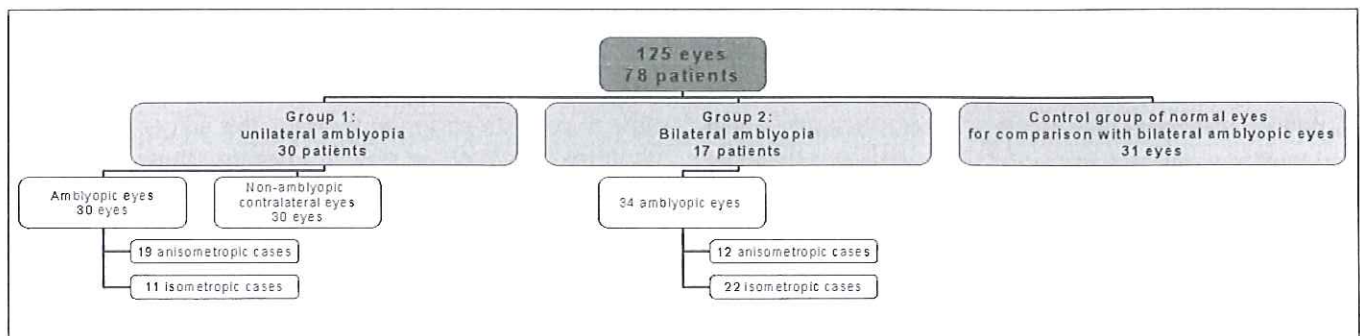 125 eyes
78 patients
Group 1:
unilateral amblyopia
30 patients
Group 2:
Bilateral amblyopia
17 patients
Control group of normal eyes
for comparison with bilateral amblyopic eyes
31 eyes
Amblyopic eyes
30 eyes
Non-amblyopic
contralateral eyes
30 eyes
34 amblyopic eyes
19 anisometropic cases
11 isometropic cases
12 anisometropic cases
22 isometropic cases